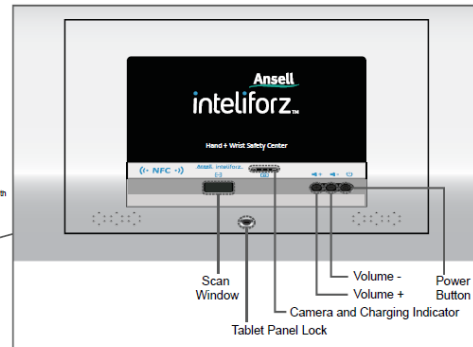 Ansell
inteliforz™
Hand + Wrist Safety Center
((· NFC ·))
Ansell inteliforz.
◀+ ◀-
Scan
Window
Volume -
Volume +
Power
Button
Camera and Charging Indicator
Tablet Panel Lock